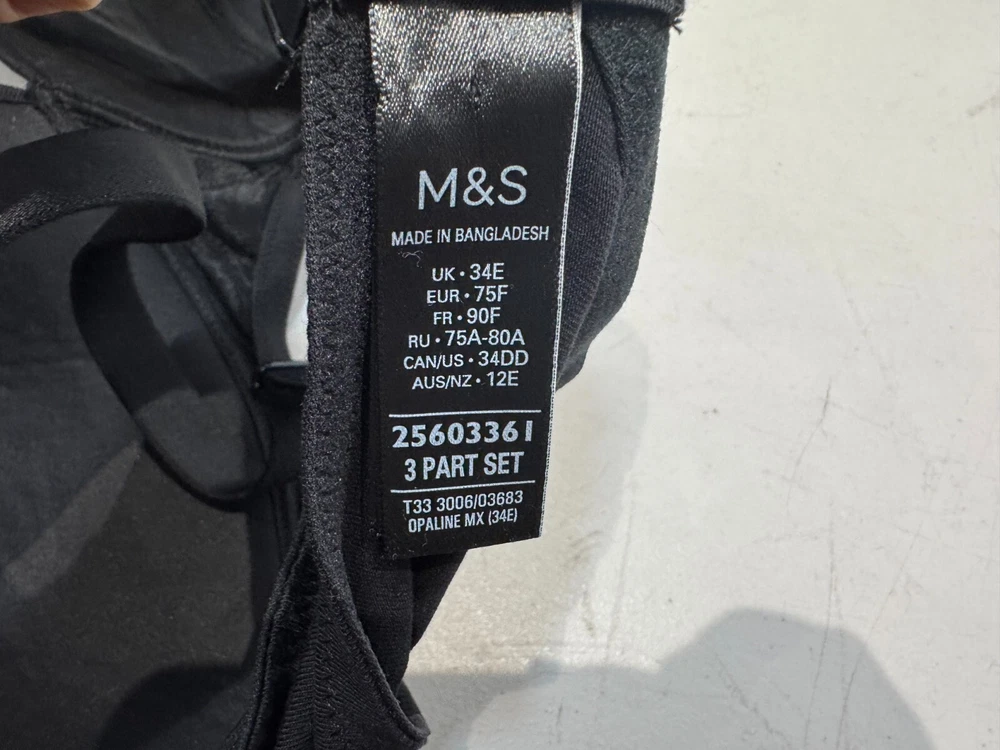 M&S
MADE IN BANGLADESH
UK • 34E
EUR • 75F
FR • 90F
RU • 75A-80A
CAN/US • 34DD
AUS/NZ • 12E
25603361
3 PART SET
T33 3006/03683
OPALINE MX (34E)